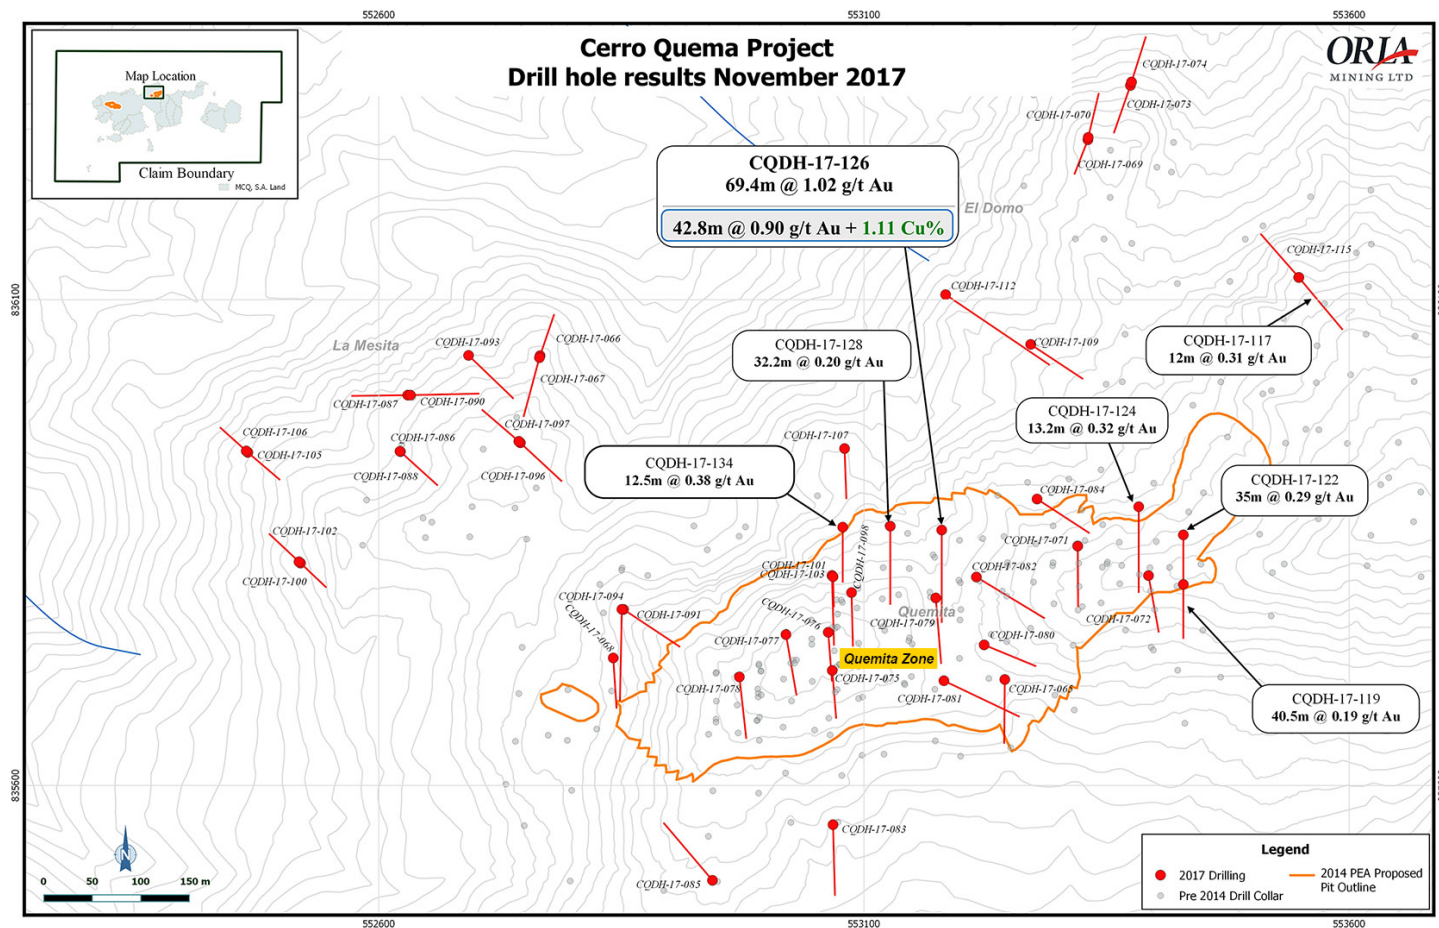 552600
553100
553600
Cerro Quema Project
Drill hole results November 2017
ORLA
MINING LTD
Map Location
Claim Boundary
MCQ, S.A. Land
CQDH-17-074
CQDH-17-073
CQDH-17-070
CQDH-17-069
CQDH-17-126
69.4m @ 1.02 g/t Au
42.8m @ 0.90 g/t Au + 1.11 Cu%
El Domo
CQDH-17-115
CQDH-17-112
836100
CQDH-17-117
12m @ 0.31 g/t Au
La Mesita
CQDH-17-093
CQDH-17-066
CQDH-17-067
CQDH-17-128
32.2m @ 0.20 g/t Au
CQDH-17-109
CQDH-17-087
CQDH-17-090
CQDH-17-097
CQDH-17-124
13.2m @ 0.32 g/t Au
CQDH-17-106
CQDH-17-105
CQDH-17-086
CQDH-17-088
CQDH-17-096
CQDH-17-107
CQDH-17-134
12.5m @ 0.38 g/t Au
CQDH-17-084
CQDH-17-122
35m @ 0.29 g/t Au
CQDH-17-102
CQDH-17-100
CQDH-17-098
CQDH-17-071
CQDH-17-101
CQDH-17-103
CQDH-17-082
CQDH-17-094
CQDH-17-091
CQDH-17-068
CQDH-17-076
CQDH-17-077
Quemita
CQDH-17-079
CQDH-17-072
CQDH-17-080
Quemita Zone
CQDH-17-075
CQDH-17-078
CQDH-17-081
CQDH-17-065
CQDH-17-119
40.5m @ 0.19 g/t Au
835600
CQDH-17-083
CQDH-17-085
N
0 50 100 150 m
Legend
2017 Drilling
Pre 2014 Drill Collar
2014 PEA Proposed
Pit Outline
552600
553100
553600